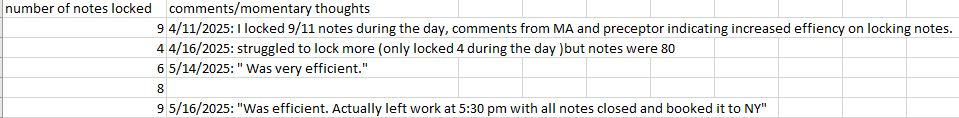 number of notes locked comments/momentary thoughts
9 4/11/2025: I locked 9/11 notes during the day, comments from MA and preceptor indicating increased effiency on locking notes.
4 4/16/2025: struggled to lock more (only locked 4 during the day )but notes were 80
6 5/14/2025: " Was very efficient."
8
9 5/16/2025: "Was efficient. Actually left work at 5:30 pm with all notes closed and booked it to NY"